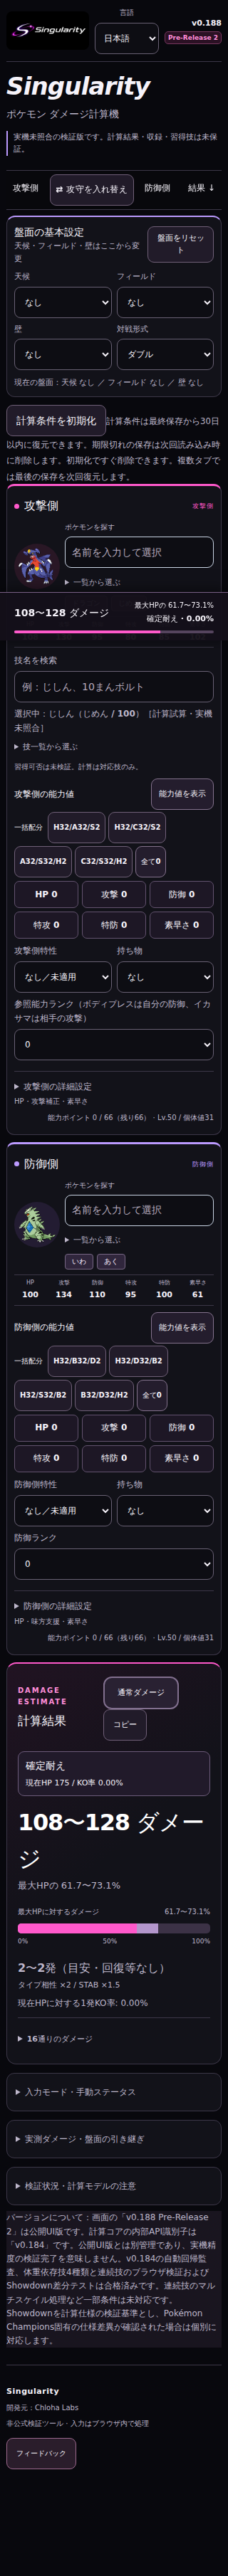 Singularity
言語
日本語
v0.188
Pre-Release 2
Singularity
ポケモン ダメージ計算機
実機未照合の検証版です。計算結果・収録・習得技は未保
証。
攻撃側
⇄ 攻守を入れ替え
防御側
結果 ↓
盤面の基本設定
天候・フィールド・壁はここから変
更
盤面をリセッ
ト
天候
フィールド
なし
なし
壁
対戦形式
なし
ダブル
現在の盤面：天候 なし ／ フィールド なし ／ 壁 なし
計算条件を初期化
計算条件は最終保存から30日
以内に復元できます。期限切れの保存は次回読み込み時
に削除します。初期化ですぐ削除できます。複数タブで
は最後の保存を次回復元します。
攻撃側
攻撃側
ポケモンを探す
名前を入力して選択
▶ 一覧から選ぶ
108〜128 ダメージ
最大HPの 61.7〜73.1%
確定耐え・0.00%
技名を検索
例：じしん、10まんボルト
選択中：じしん（じめん / 100）［計算試算・実機
未照合］
▶ 技一覧から選ぶ
習得可否は未検証。計算は対応技のみ。
攻撃側の能力値
能力値を表示
一括配分
H32/A32/S2
H32/C32/S2
A32/S32/H2
C32/S32/H2
全て0
HP 0
攻撃 0
防御 0
特攻 0
特防 0
素早さ 0
攻撃側特性
持ち物
なし／未適用
なし
参照能力ランク（ボディプレスは自分の防御、イカ
サマは相手の攻撃）
0
▶ 攻撃側の詳細設定
HP・攻撃補正・素早さ
能力ポイント 0 / 66（残り66）・Lv.50 / 個体値31
防御側
防御側
ポケモンを探す
名前を入力して選択
▶ 一覧から選ぶ
いわ
あく
HP
攻撃
防御
特攻
特防
素早さ
100
134
110
95
100
61
防御側の能力値
能力値を表示
一括配分
H32/B32/D2
H32/D32/B2
H32/S32/B2
B32/D32/H2
全て0
HP 0
攻撃 0
防御 0
特攻 0
特防 0
素早さ 0
防御側特性
持ち物
なし／未適用
なし
防御ランク
0
▶ 防御側の詳細設定
HP・味方支援・素早さ
能力ポイント 0 / 66（残り66）・Lv.50 / 個体値31
DAMAGE
ESTIMATE
計算結果
通常ダメージ
コピー
確定耐え
現在HP 175 / KO率 0.00%
108〜128 ダメー
ジ
最大HPの 61.7〜73.1%
最大HPに対するダメージ
61.7〜73.1%
0%
50%
100%
2〜2発（目安・回復等なし）
タイプ相性 ×2 / STAB ×1.5
現在HPに対する1発KO率: 0.00%
▶ 16通りのダメージ
▶ 入力モード・手動ステータス
▶ 実測ダメージ・盤面の引き継ぎ
▶ 検証状況・計算モデルの注意
バージョンについて：画面の「v0.188 Pre-Release
2」は公開UI版です。計算コアの内部API識別子は
「v0.184」です。公開UI版とは別管理であり、実機精
度の検証完了を意味しません。v0.184の自動回帰監
査、体重依存技4種類と連続技のブラウザ検証および
Showdown差分テストは合格済みです。連続技のマル
チスケイル処理など一部条件は未対応です。
Showdownを計算仕様の検証基準とし、Pokémon
Champions固有の仕様差異が確認された場合は個別に
対応します。
Singularity
開発元：Chloha Labs
非公式検証ツール・入力はブラウザ内で処理
フィードバック